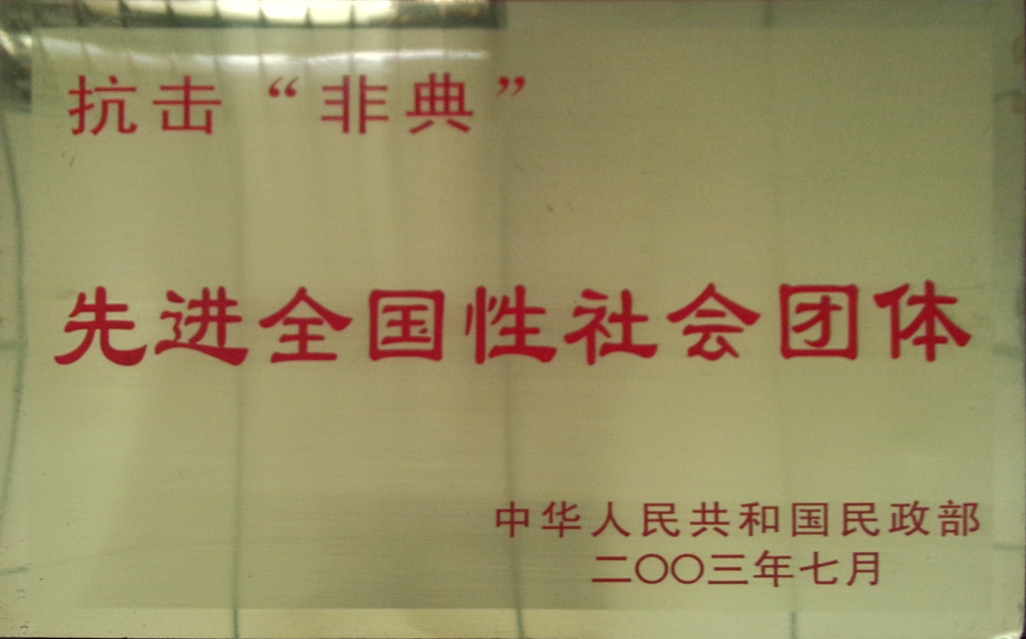 抗击“非典”
先进全国性社会团体
中华人民共和国民政部
二〇〇三年七月